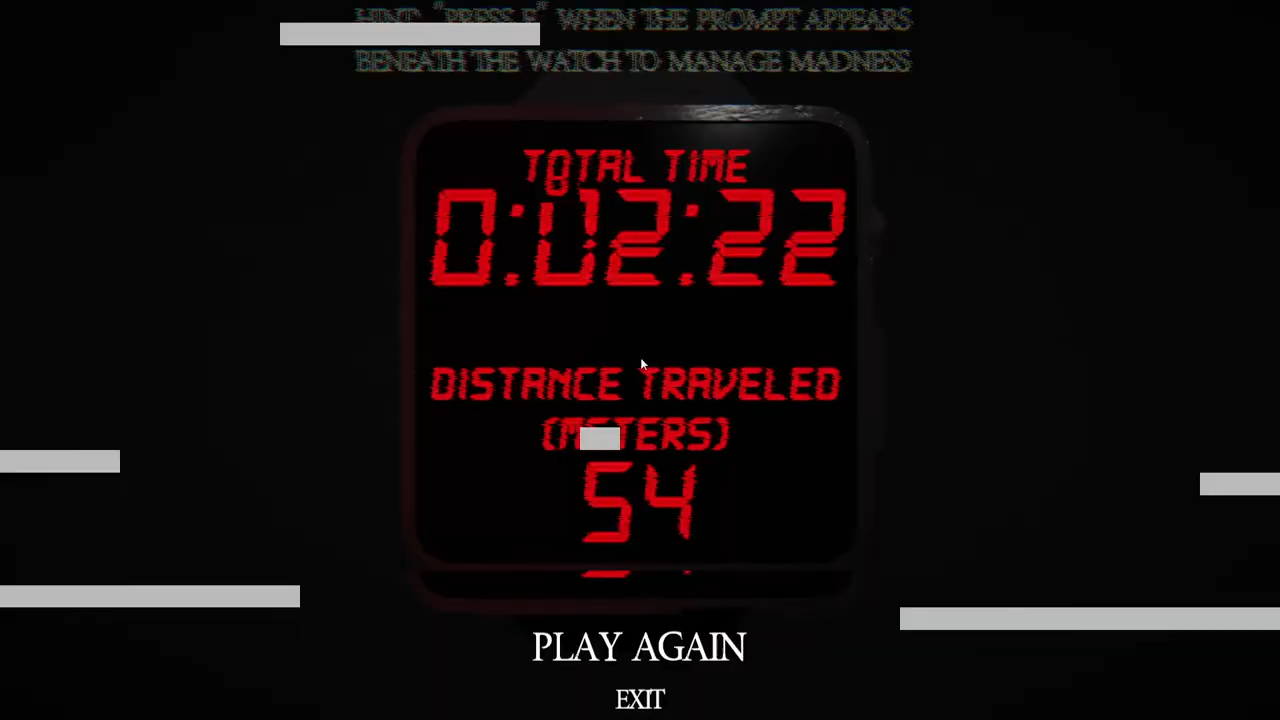 HINT: "PRESS E" WHEN THE PROMPT APPEARS
BENEATH THE WATCH TO MANAGE MADNESS
TOTAL TIME
0:02:22
DISTANCE TRAVELED
(METERS)
54
PLAY AGAIN
EXIT